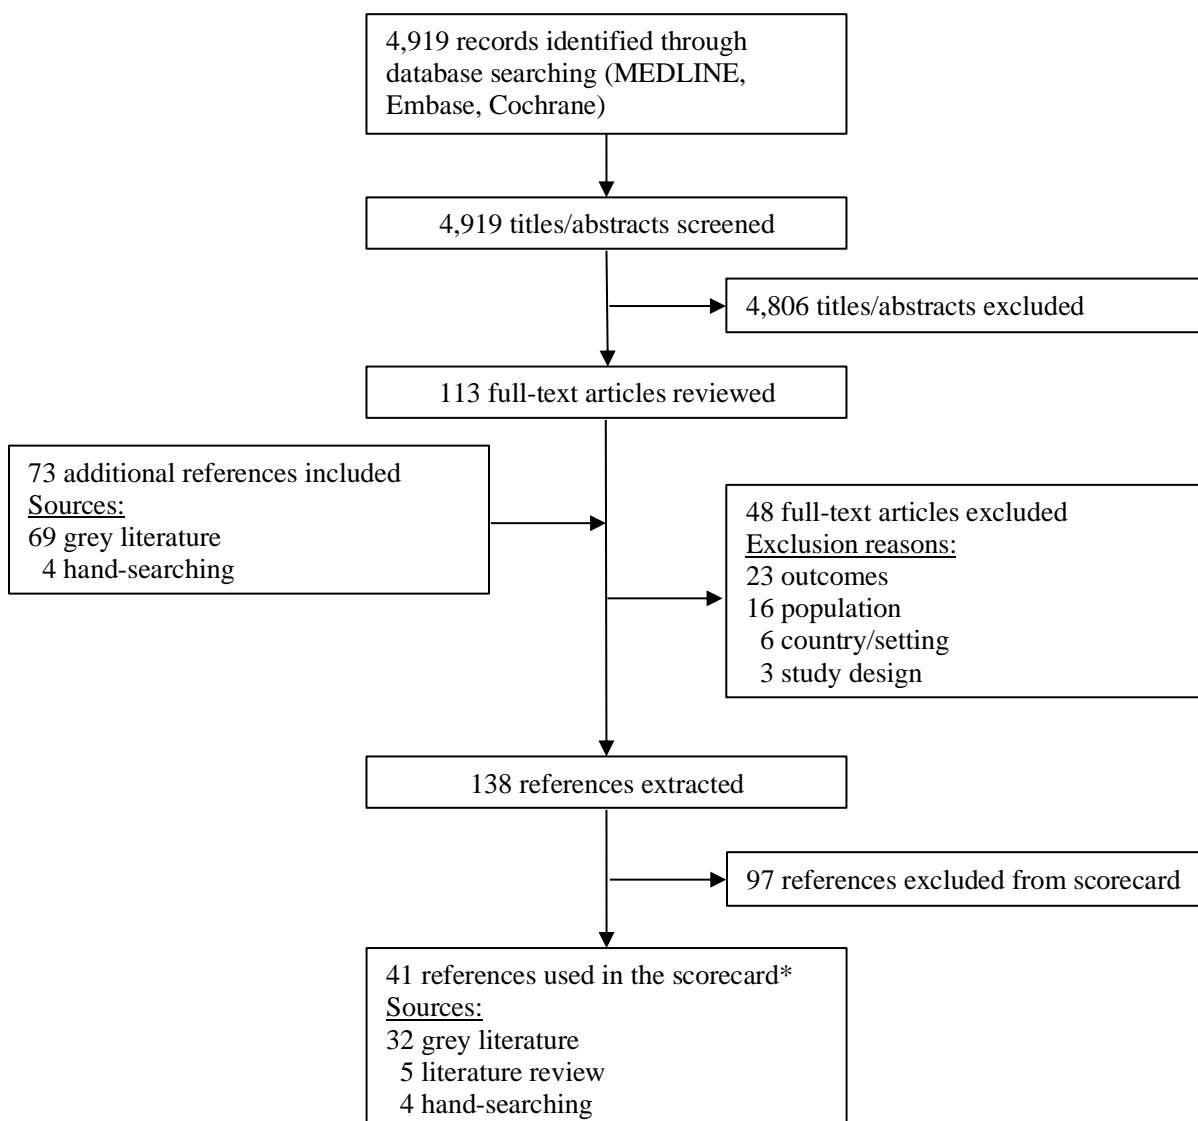 4,919 records identified through
database searching (MEDLINE,
Embase, Cochrane)
4,919 titles/abstracts screened
4,806 titles/abstracts excluded
113 full-text articles reviewed
73 additional references included
Sources:
69 grey literature
4 hand-searching
48 full-text articles excluded
Exclusion reasons:
23 outcomes
16 population
6 country/setting
3 study design
138 references extracted
97 references excluded from scorecard
41 references used in the scorecard*
Sources:
32 grey literature
5 literature review
4 hand-searching